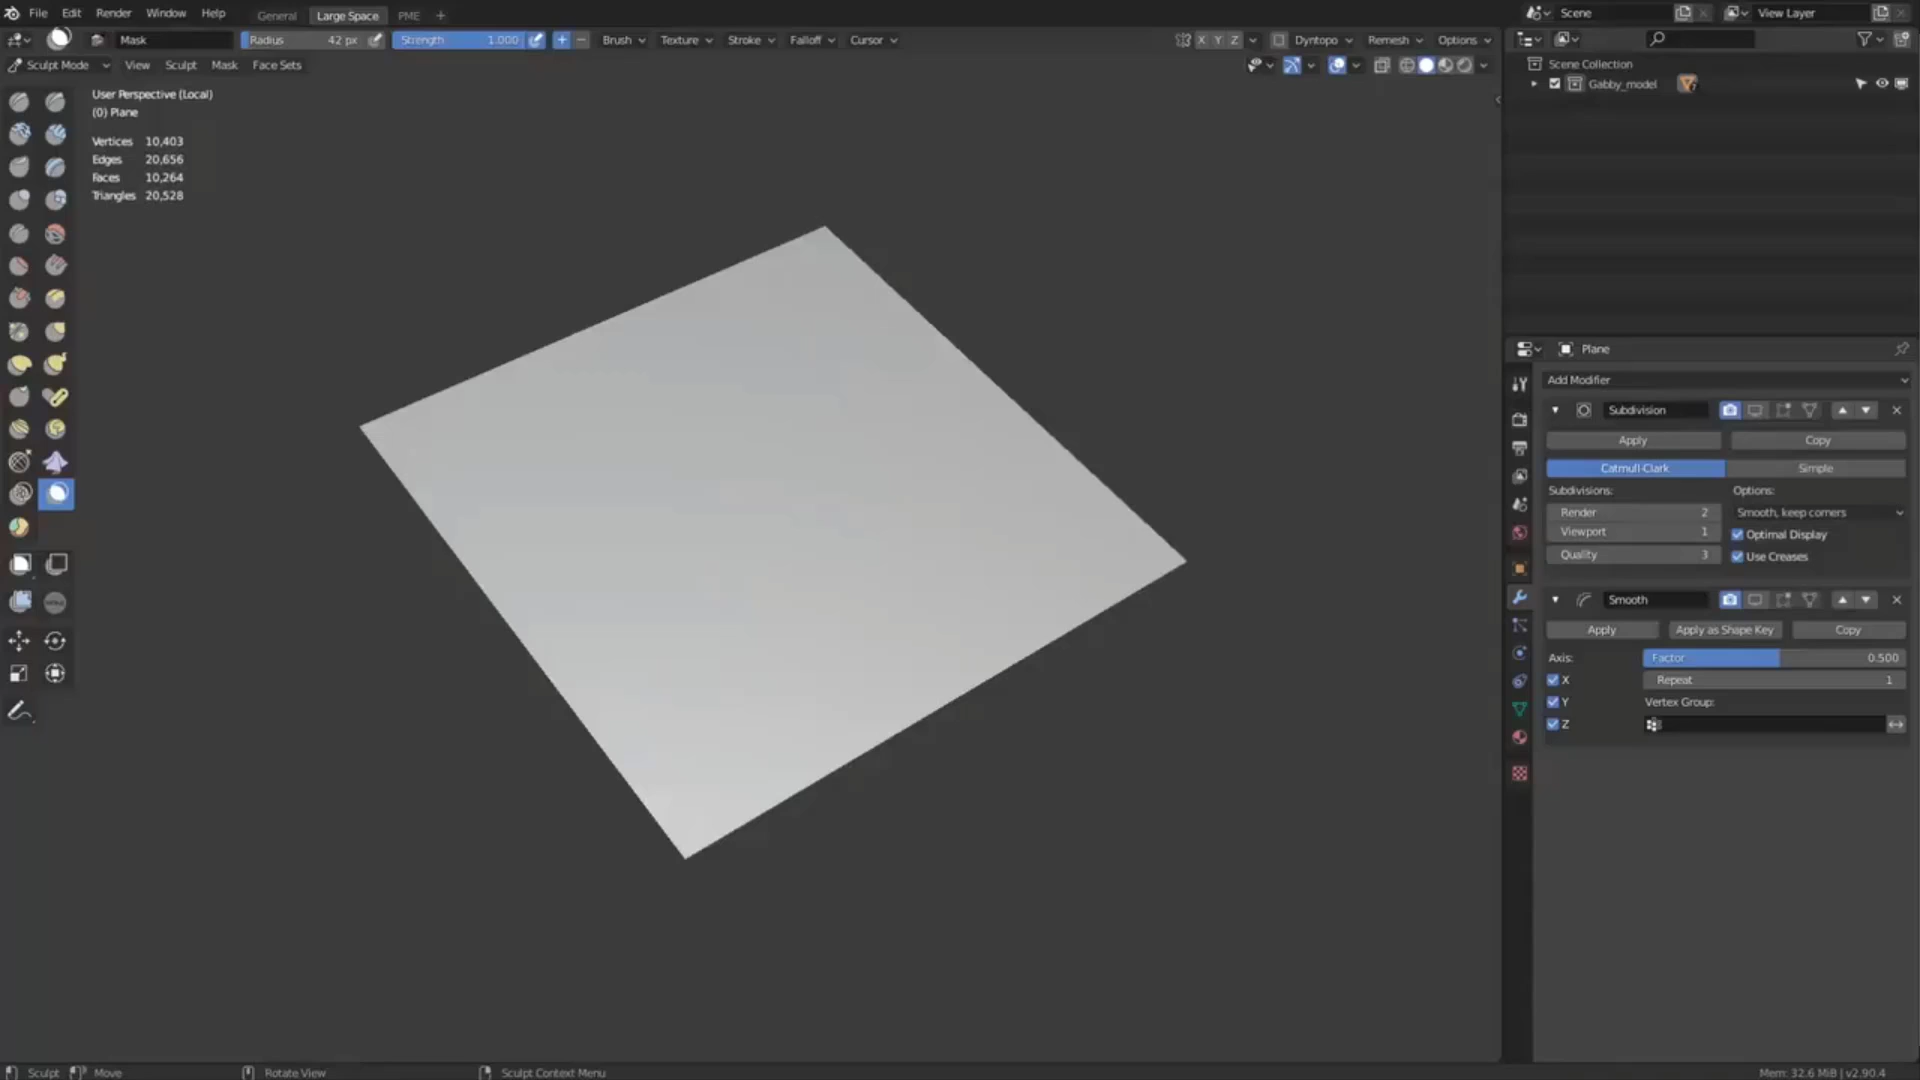 File Edit Render Window Help General Large Space PME + Scene View Layer
Mask Radius 42 px Strength 1.000 Brush Texture Stroke Falloff Cursor X Y Z Dyntopo Remesh Options
Sculpt Mode View Sculpt Mask Face Sets
Scene Collection
Gabby_model
User Perspective (Local)
(0) Plane
Vertices 10,403
Edges 20,656
Faces 10,264
Triangles 20,528
Plane
Add Modifier
Subdivision
Apply Copy
Catmull-Clark Simple
Subdivisions: Options:
Render 2 Smooth, keep corners
Viewport 1 Optimal Display
Quality 3 Use Creases
Smooth
Apply Apply as Shape Key Copy
Axis: Factor 0.500
X Repeat 1
Y Vertex Group:
Z
Sculpt Move Rotate View Sculpt Context Menu Mem: 32.6 MiB | v2.90.4